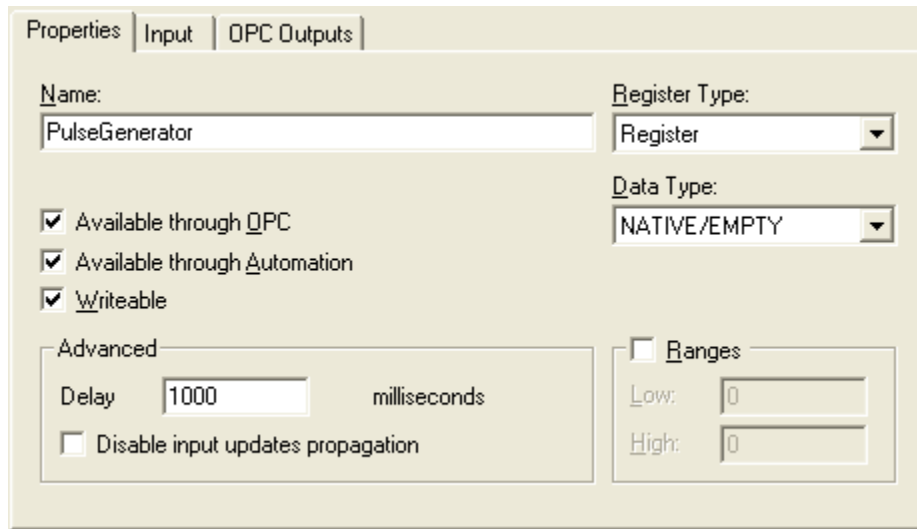 Properties
Input
OPC Outputs
Name:
Register Type:
PulseGenerator
Register
Data Type:
Available through OPC
NATIVE/EMPTY
Available through Automation
Writeable
Advanced
Ranges
Delay 1000 milliseconds
Low: 0
Disable input updates propagation
High: 0